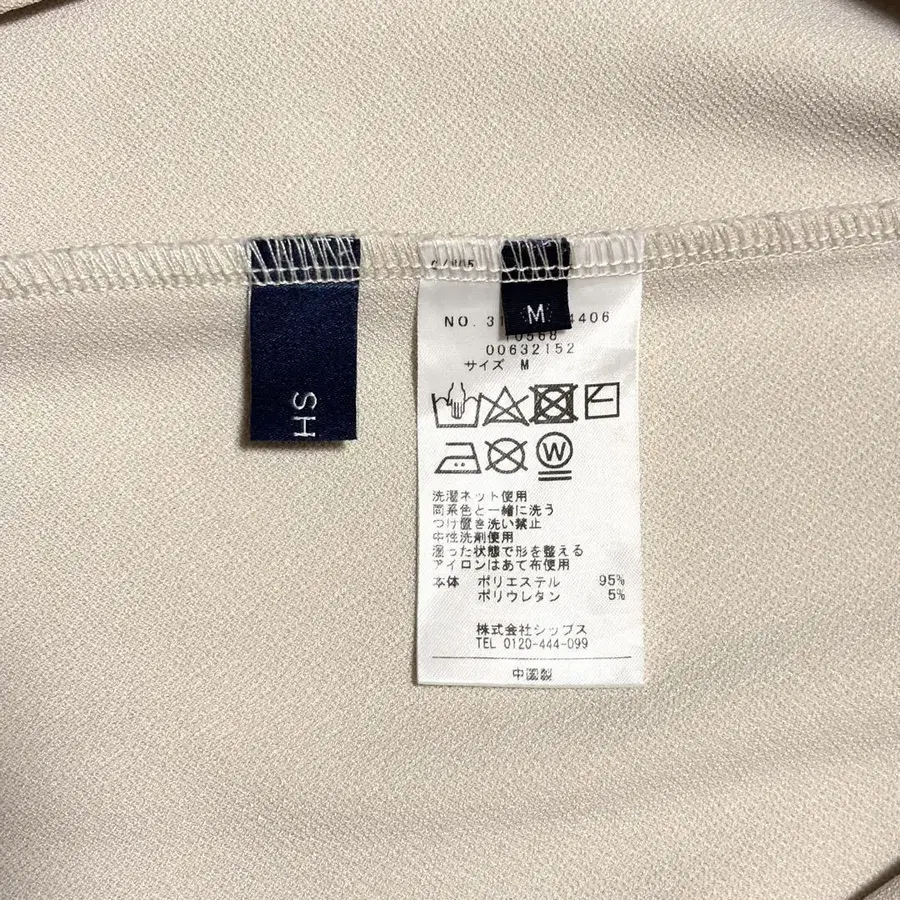 SH
M
NO. 31 4406
10568
00632152
サイズ M
W
洗濯ネット使用
同系色と一緒に洗う
つけ置き洗い禁止
中性洗剤使用
湿った状態で形を整える
アイロンはあて布使用
本体 ポリエステル 95%
ポリウレタン 5%
株式会社シップス
TEL 0120-444-099
中国製